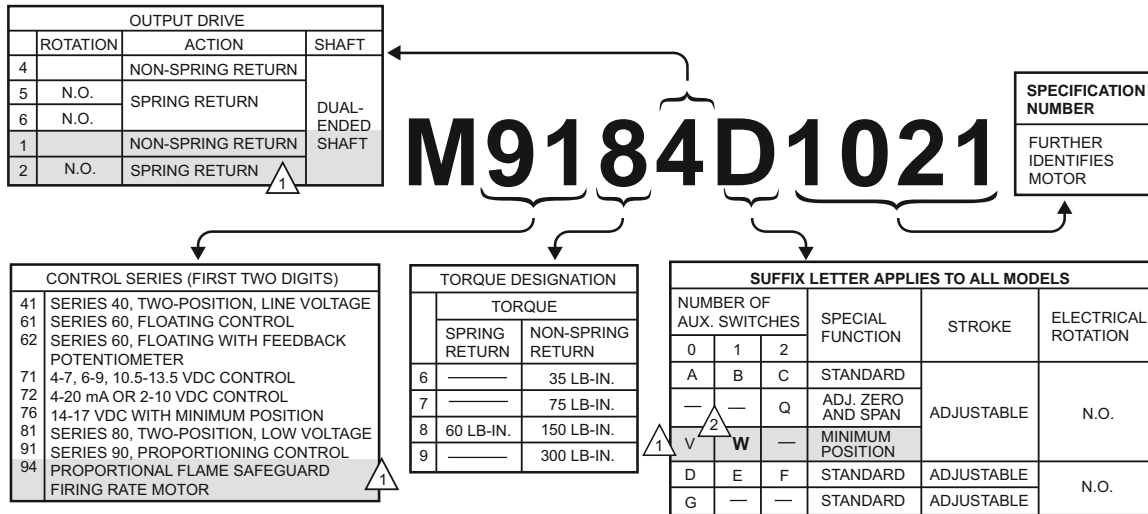 OUTPUT DRIVE
ROTATION ACTION SHAFT
4 NON-SPRING RETURN
5 N.O. SPRING RETURN
6 N.O.
DUAL-ENDED SHAFT
1 NON-SPRING RETURN
2 N.O. SPRING RETURN 1
M9184D1021
SPECIFICATION
NUMBER
FURTHER
IDENTIFIES
MOTOR
CONTROL SERIES (FIRST TWO DIGITS)
41 SERIES 40, TWO-POSITION, LINE VOLTAGE
61 SERIES 60, FLOATING CONTROL
62 SERIES 60, FLOATING WITH FEEDBACK
POTENTIOMETER
71 4-7, 6-9, 10.5-13.5 VDC CONTROL
72 4-20 mA OR 2-10 VDC CONTROL
76 14-17 VDC WITH MINIMUM POSITION
81 SERIES 80, TWO-POSITION, LOW VOLTAGE
91 SERIES 90, PROPORTIONING CONTROL
94 PROPORTIONAL FLAME SAFEGUARD
FIRING RATE MOTOR 1
TORQUE DESIGNATION
TORQUE
SPRING RETURN NON-SPRING RETURN
6 — 35 LB-IN.
7 — 75 LB-IN.
8 60 LB-IN. 150 LB-IN.
9 — 300 LB-IN.
SUFFIX LETTER APPLIES TO ALL MODELS
NUMBER OF AUX. SWITCHES SPECIAL FUNCTION STROKE ELECTRICAL ROTATION
0 1 2
A B C STANDARD ADJUSTABLE N.O.
— — Q ADJ. ZERO AND SPAN
1 V 2 W — MINIMUM POSITION
D E F STANDARD ADJUSTABLE N.O.
G — — STANDARD ADJUSTABLE